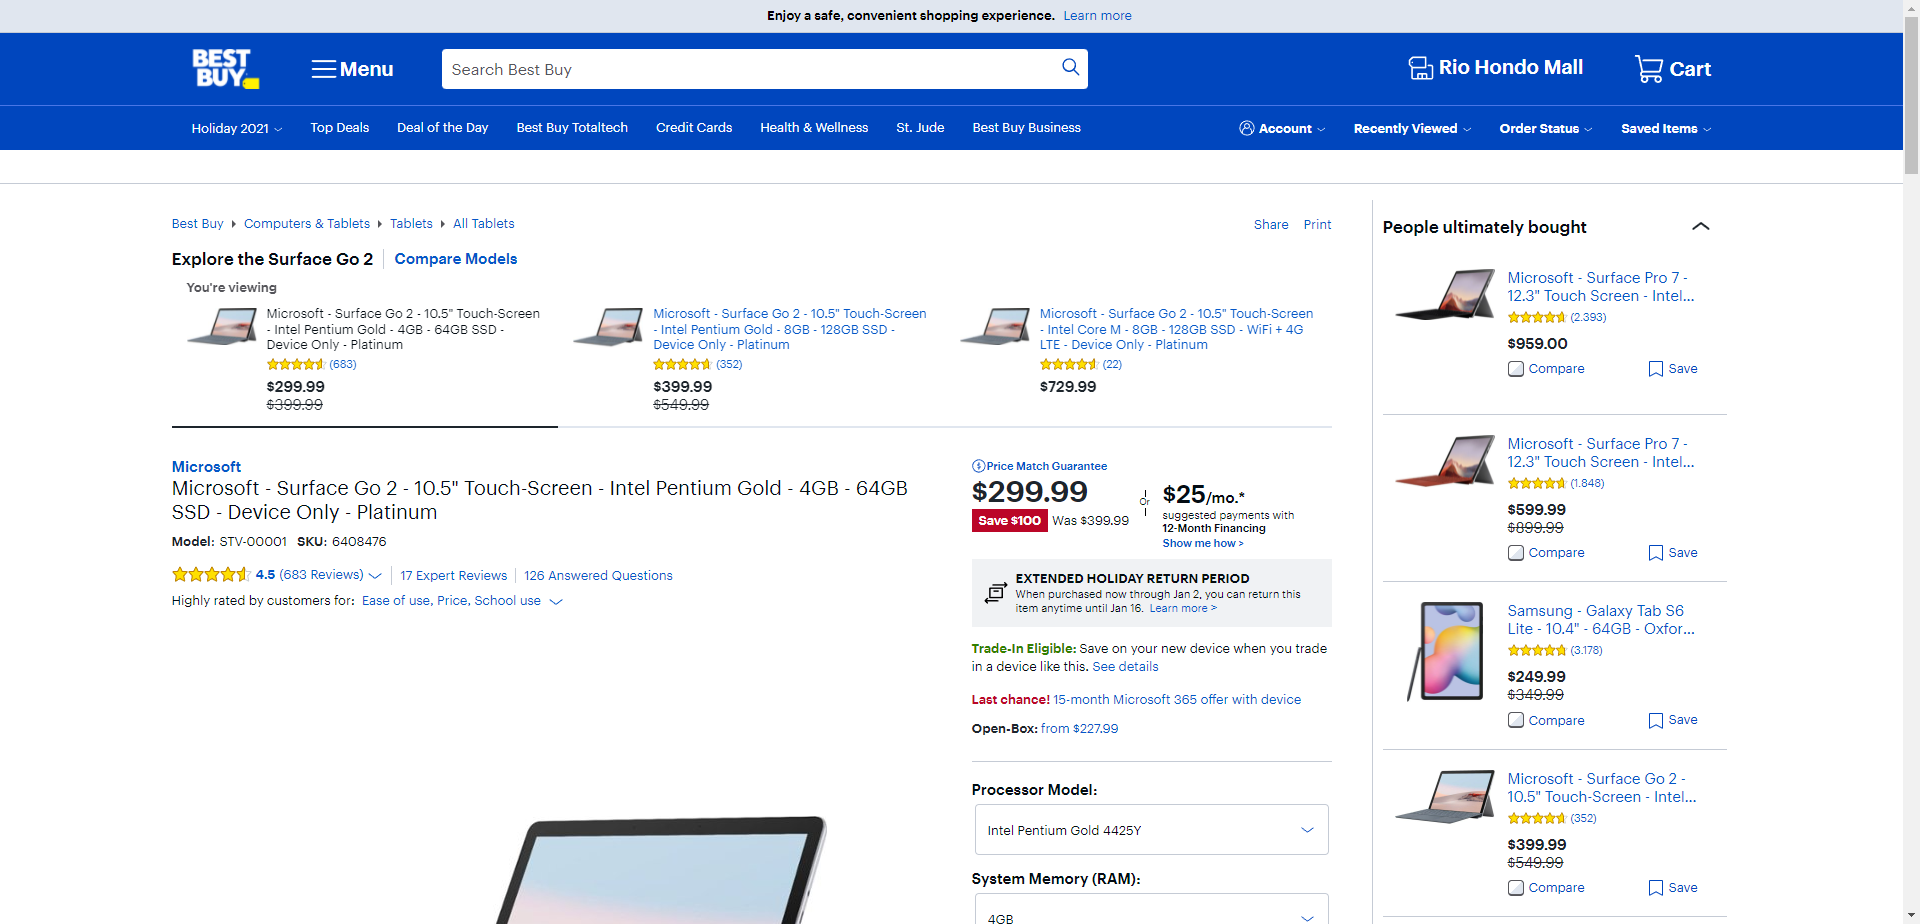 Enjoy a safe, convenient shopping experience. Learn more
BEST BUY
Menu
Search Best Buy
Rio Hondo Mall
Cart
Holiday 2021
Top Deals
Deal of the Day
Best Buy Totaltech
Credit Cards
Health & Wellness
St. Jude
Best Buy Business
Account
Recently Viewed
Order Status
Saved Items
Best Buy
Computers & Tablets
Tablets
All Tablets
Share
Print
Explore the Surface Go 2
Compare Models
You're viewing
Microsoft - Surface Go 2 - 10.5" Touch-Screen
- Intel Pentium Gold - 4GB - 64GB SSD -
Device Only - Platinum
(683)
$299.99
$399.99
Microsoft - Surface Go 2 - 10.5" Touch-Screen
- Intel Pentium Gold - 8GB - 128GB SSD -
Device Only - Platinum
(352)
$399.99
$549.99
Microsoft - Surface Go 2 - 10.5" Touch-Screen
- Intel Core M - 8GB - 128GB SSD - WiFi + 4G
LTE - Device Only - Platinum
(22)
$729.99
Microsoft
Microsoft - Surface Go 2 - 10.5" Touch-Screen - Intel Pentium Gold - 4GB - 64GB
SSD - Device Only - Platinum
Model: STV-00001 SKU: 6408476
4.5 (683 Reviews)
17 Expert Reviews
126 Answered Questions
Highly rated by customers for: Ease of use, Price, School use
Price Match Guarantee
$299.99
Save $100 Was $399.99
Or
$25/mo.*
suggested payments with
12-Month Financing
Show me how >
EXTENDED HOLIDAY RETURN PERIOD
When purchased now through Jan 2, you can return this
item anytime until Jan 16. Learn more >
Trade-In Eligible: Save on your new device when you trade
in a device like this. See details
Last chance! 15-month Microsoft 365 offer with device
Open-Box: from $227.99
Processor Model:
Intel Pentium Gold 4425Y
System Memory (RAM):
4GB
People ultimately bought
Microsoft - Surface Pro 7 -
12.3" Touch Screen - Intel...
(2.393)
$959.00
Compare
Save
Microsoft - Surface Pro 7 -
12.3" Touch Screen - Intel...
(1.848)
$599.99
$899.99
Compare
Save
Samsung - Galaxy Tab S6
Lite - 10.4" - 64GB - Oxfor...
(3.178)
$249.99
$349.99
Compare
Save
Microsoft - Surface Go 2 -
10.5" Touch-Screen - Intel...
(352)
$399.99
$549.99
Compare
Save